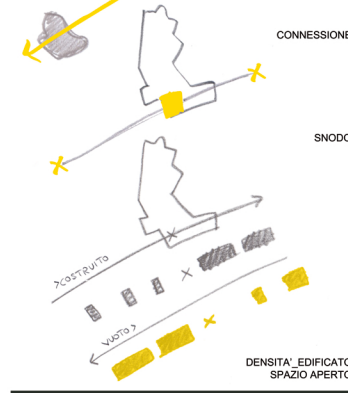 CONNESSIONE
SNODO
>COSTRUITO
VUOTO>
DENSITA'_EDIFICATO
SPAZIO APERTO